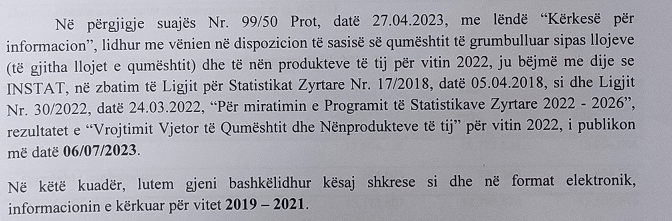 Në përgjigje suajës Nr. 99/50 Prot, datë 27.04.2023, me lëndë “Kërkesë për
informacion”, lidhur me vënien në dispozicion të sasisë së qumështit të grumbulluar sipas llojeve
(të gjitha llojet e qumështit) dhe të nën produkteve të tij për vitin 2022, ju bëjmë me dije se
INSTAT, në zbatim të Ligjit për Statistikat Zyrtare Nr. 17/2018, datë 05.04.2018, si dhe Ligjit
Nr. 30/2022, datë 24.03.2022, “Për miratimin e Programit të Statistikave Zyrtare 2022 - 2026”,
rezultatet e “Vrojtimit Vjetor të Qumështit dhe Nënprodukteve të tij” për vitin 2022, i publikon
më datë 06/07/2023.
Në këtë kuadër, lutem gjeni bashkëlidhur kësaj shkrese si dhe në format elektronik,
informacionin e kërkuar për vitet 2019 – 2021.